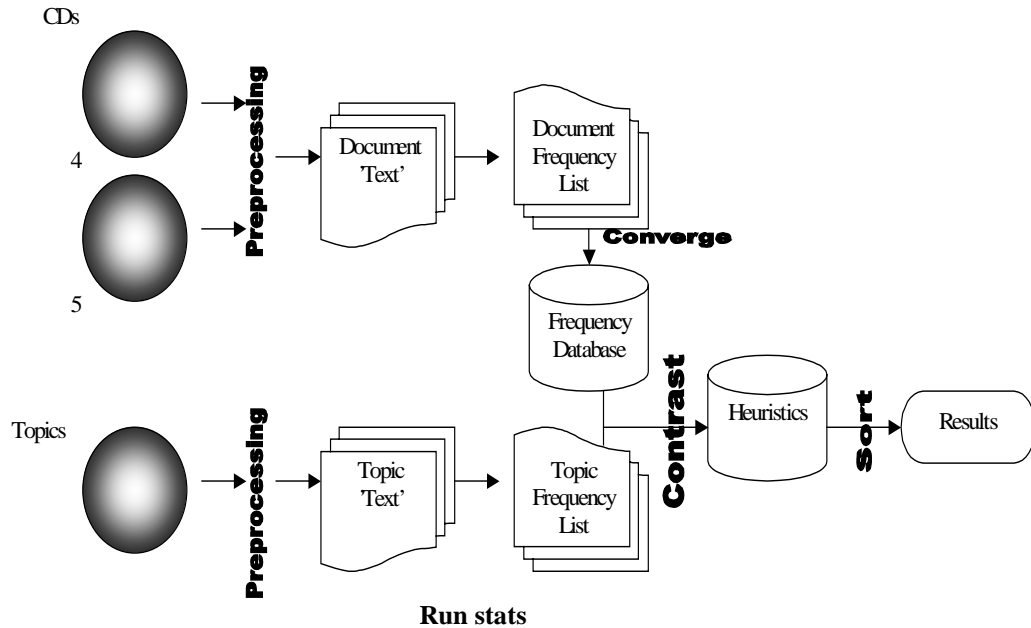 CDs
4
5
Preprocessing
Document
'Text'
Document
Frequency
List
Converge
Frequency
Database
Contrast
Heuristics
Sort
Results
Topics
Preprocessing
Topic
'Text'
Topic
Frequency
List
Run stats